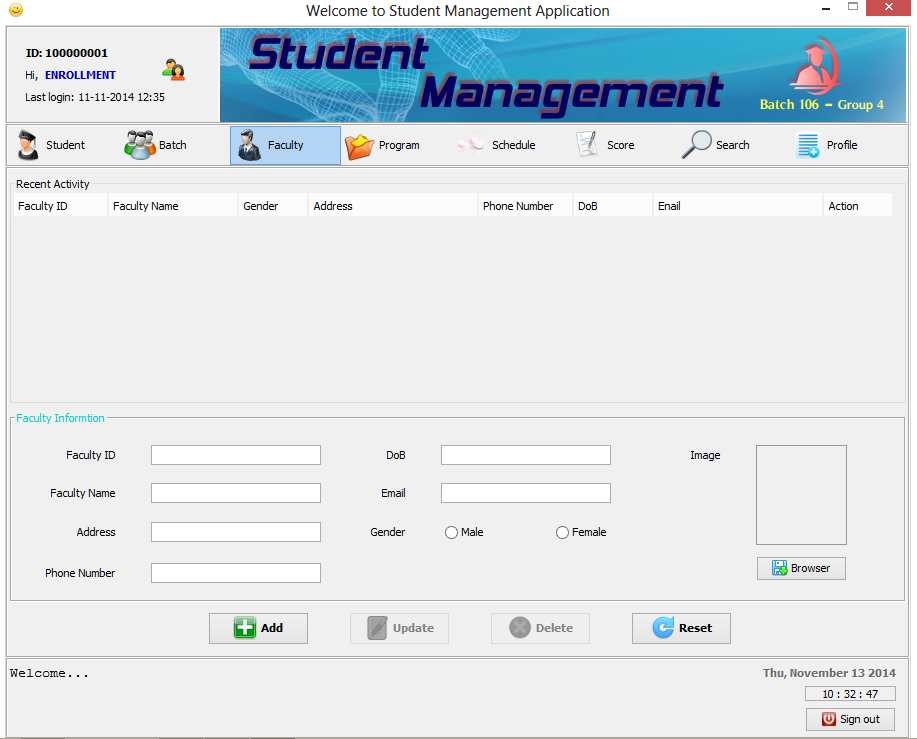 Welcome to Student Management Application
ID: 100000001
Hi, ENROLLMENT
Last login: 11-11-2014 12:35
Student
Management
Batch 106 - Group 4
Student Batch Faculty Program Schedule Score Search Profile
Recent Activity
Faculty ID Faculty Name Gender Address Phone Number DoB Enail Action
Faculty Informtion
Faculty ID DoB Image
Faculty Name Email
Address Gender Male Female
Phone Number Browser
Add Update Delete Reset
Welcome...
Thu, November 13 2014
10 : 32 : 47
Sign out